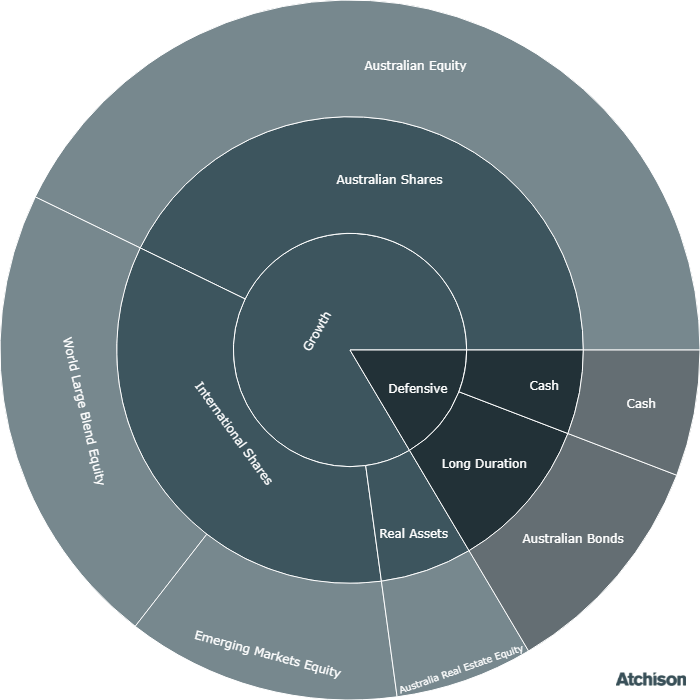 Australian Equity
Australian Shares
Growth
Defensive
Cash
Cash
World Large Blend Equity
International Shares
Long Duration
Real Assets
Australian Bonds
Emerging Markets Equity
Australia Real Estate Equity
Atchison